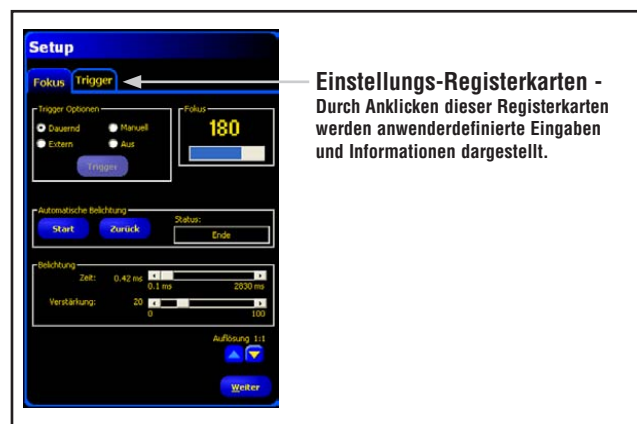 Setup
Fokus Trigger
Einstellungs-Registerkarten -
Durch Anklicken dieser Registerkarten
werden anwenderdefinierte Eingaben
und Informationen dargestellt.
Trigger Optionen
Dauernd Manuell
Extern Aus
Trigger
Fokus
180
Automatische Belichtung
Start Zurück
Status:
Ende
Belichtung
Zeit: 0.42 ms
0.1 ms 2830 ms
Verstärkung: 20
0 100
Auflösung 1:1
Weiter